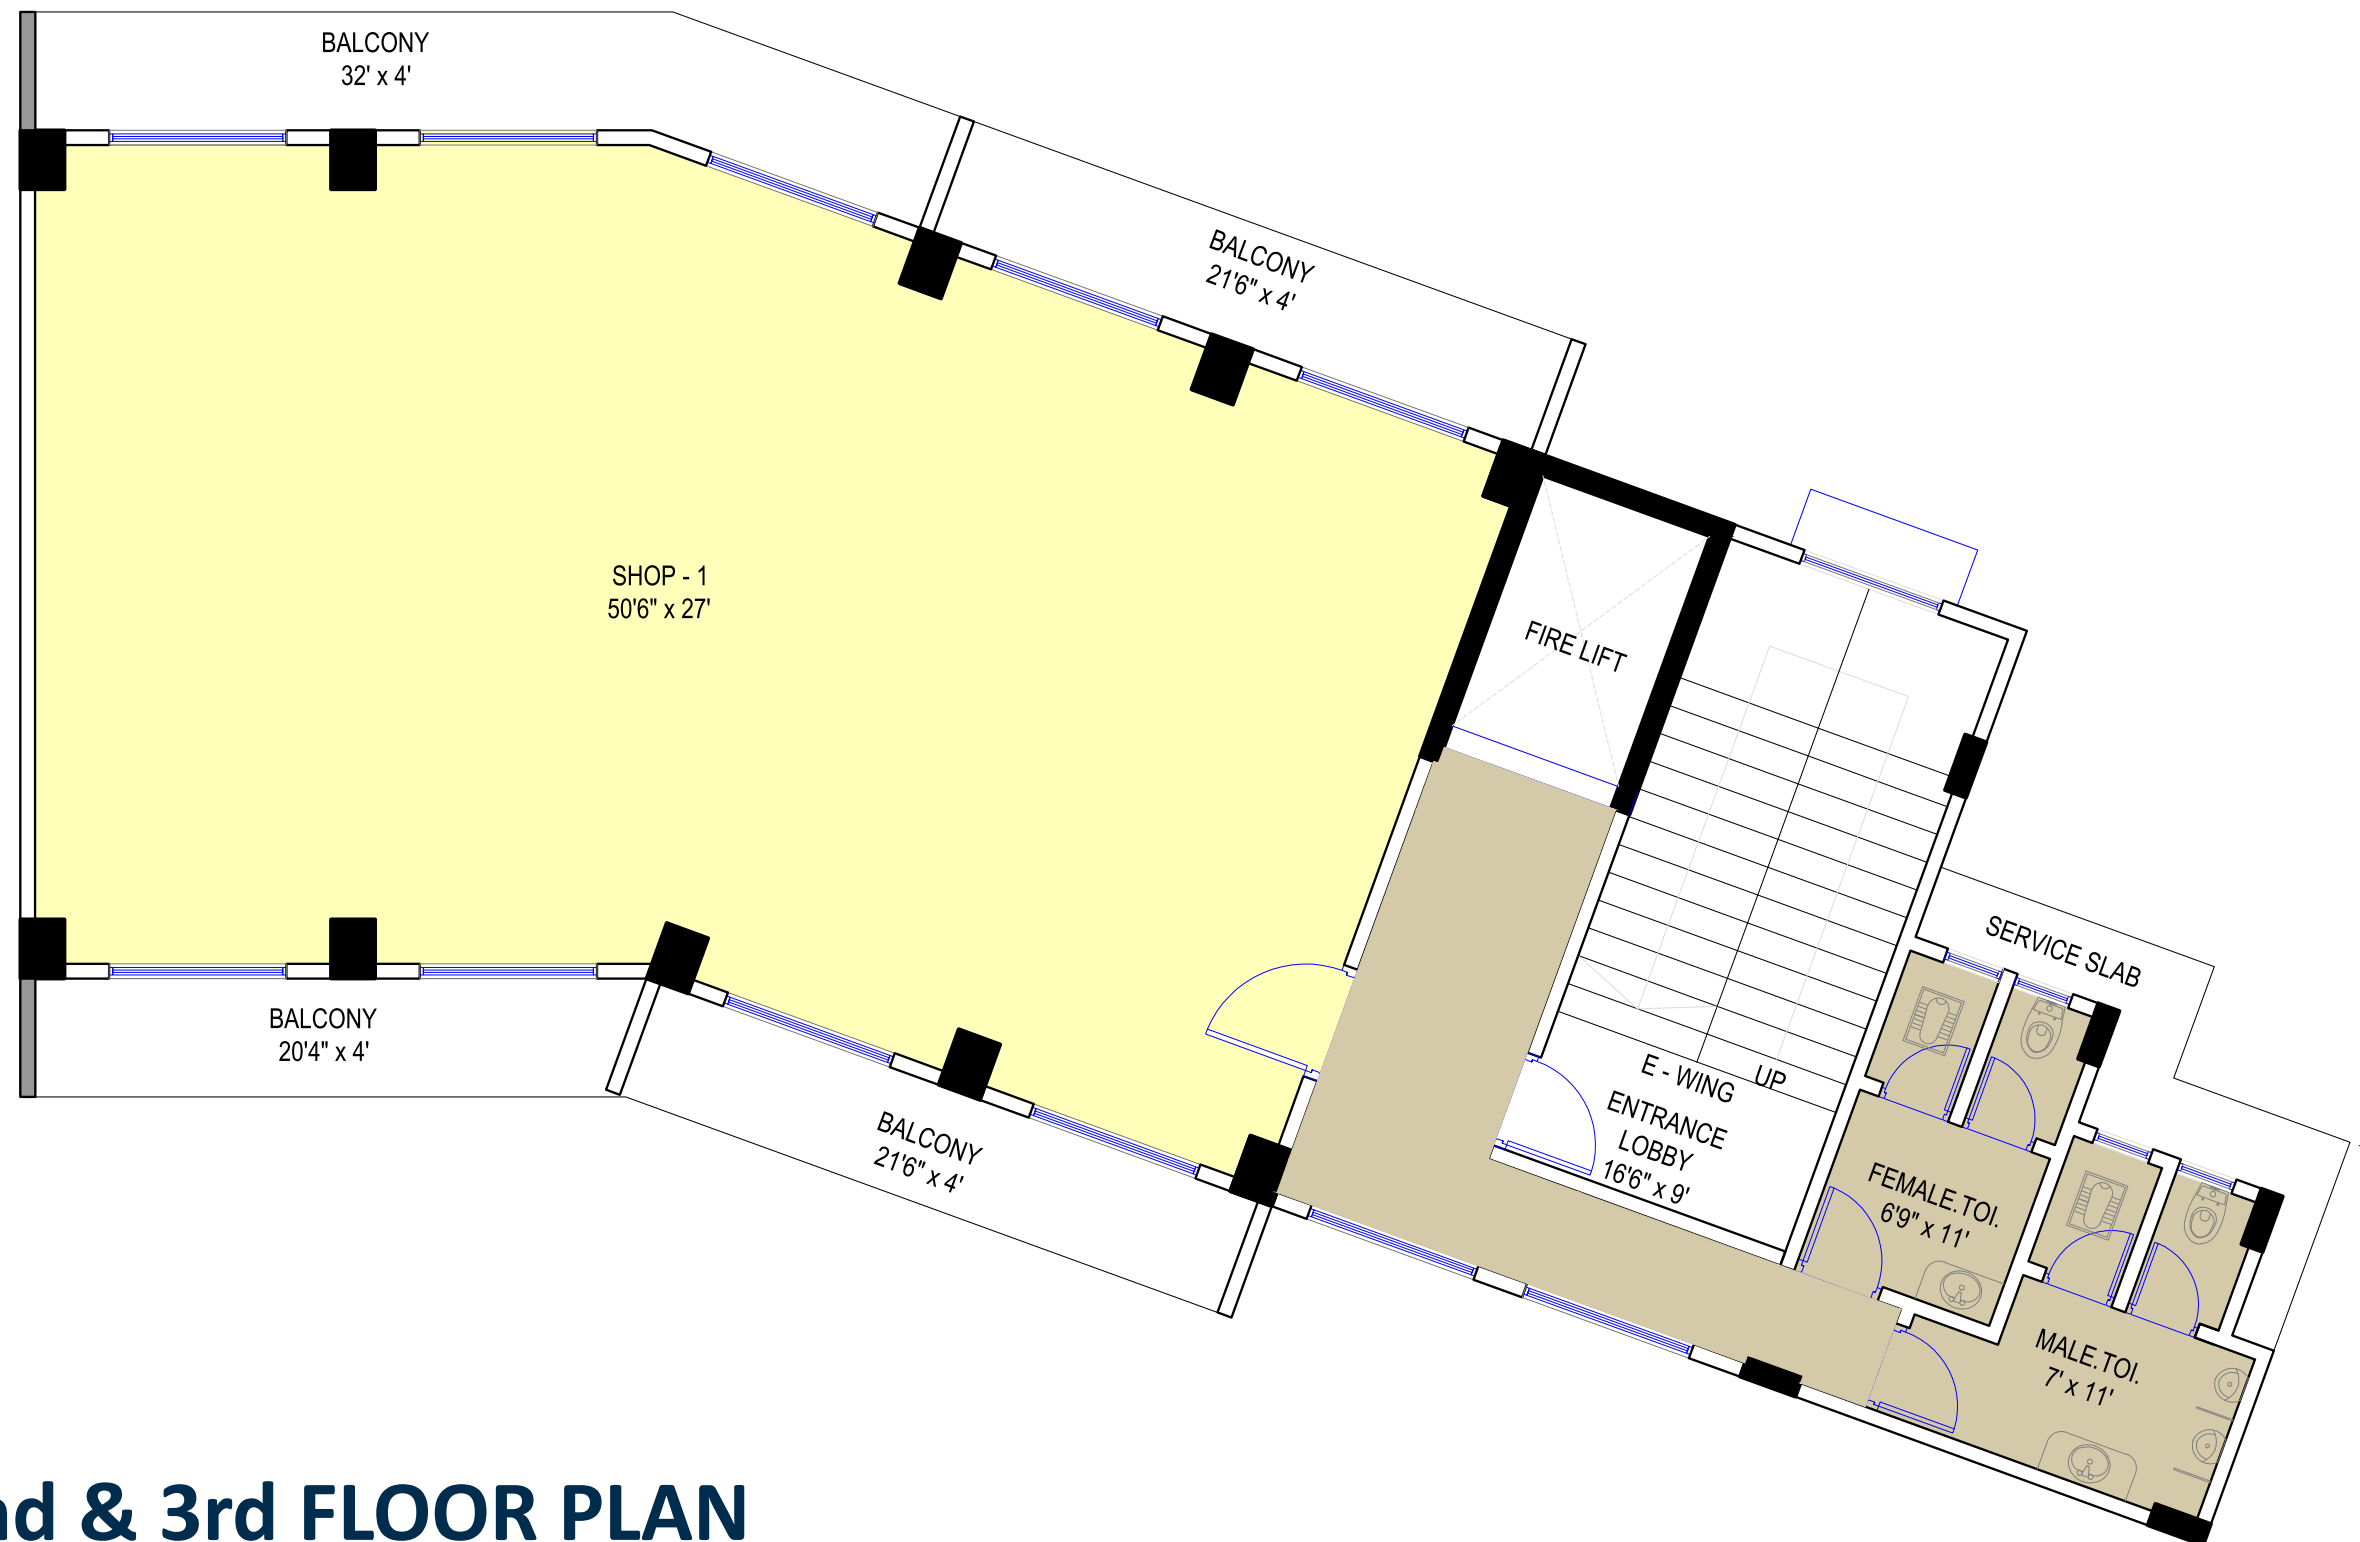 BALCONY
32' x 4'
BALCONY
21'6" x 4'
SHOP - 1
50'6" x 27'
FIRE LIFT
SERVICE SLAB
BALCONY
20'4" x 4'
E - WING
UP
ENTRANCE
LOBBY
16'6" x 9'
BALCONY
21'6" x 4'
FEMALE.TOI.
6'9" x 11'
MALE.TOI.
7' x 11'
& 3rd FLOOR PLAN